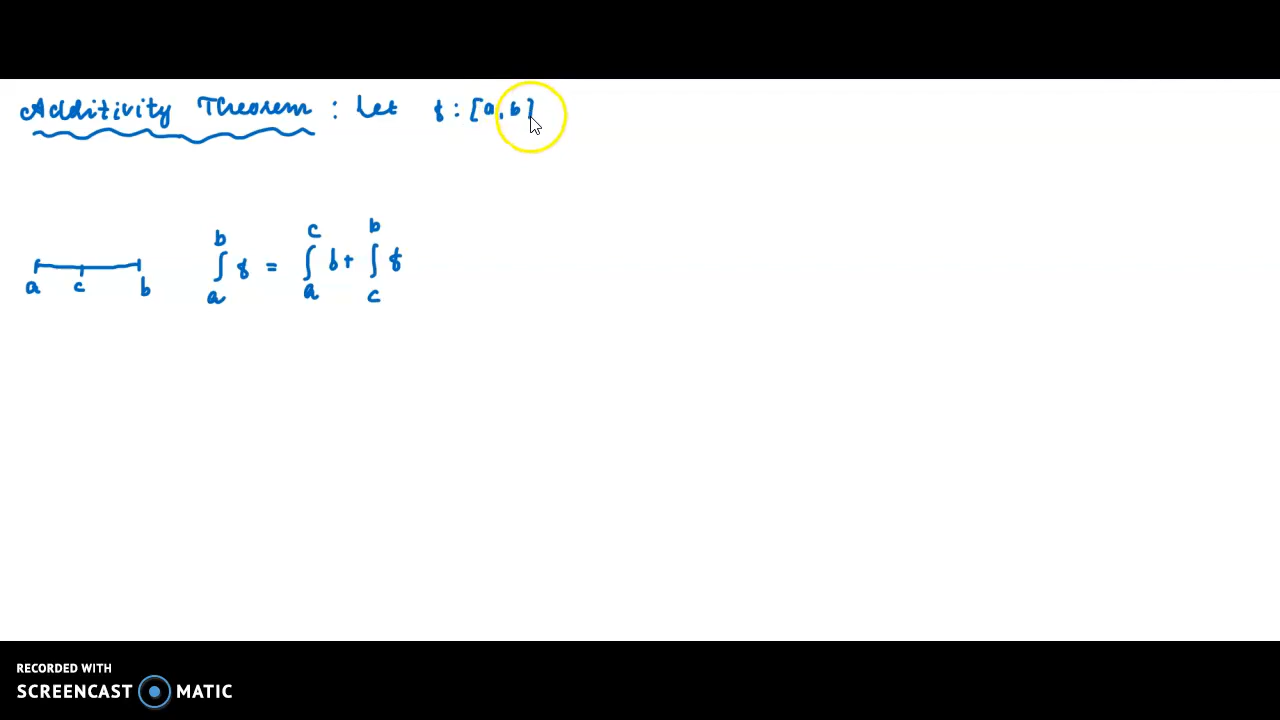 Additivity Theorem : Let f : [a, b]
b c b
∫ f = ∫ b + ∫ f
a c b a a c
RECORDED WITH
SCREENCAST MATIC